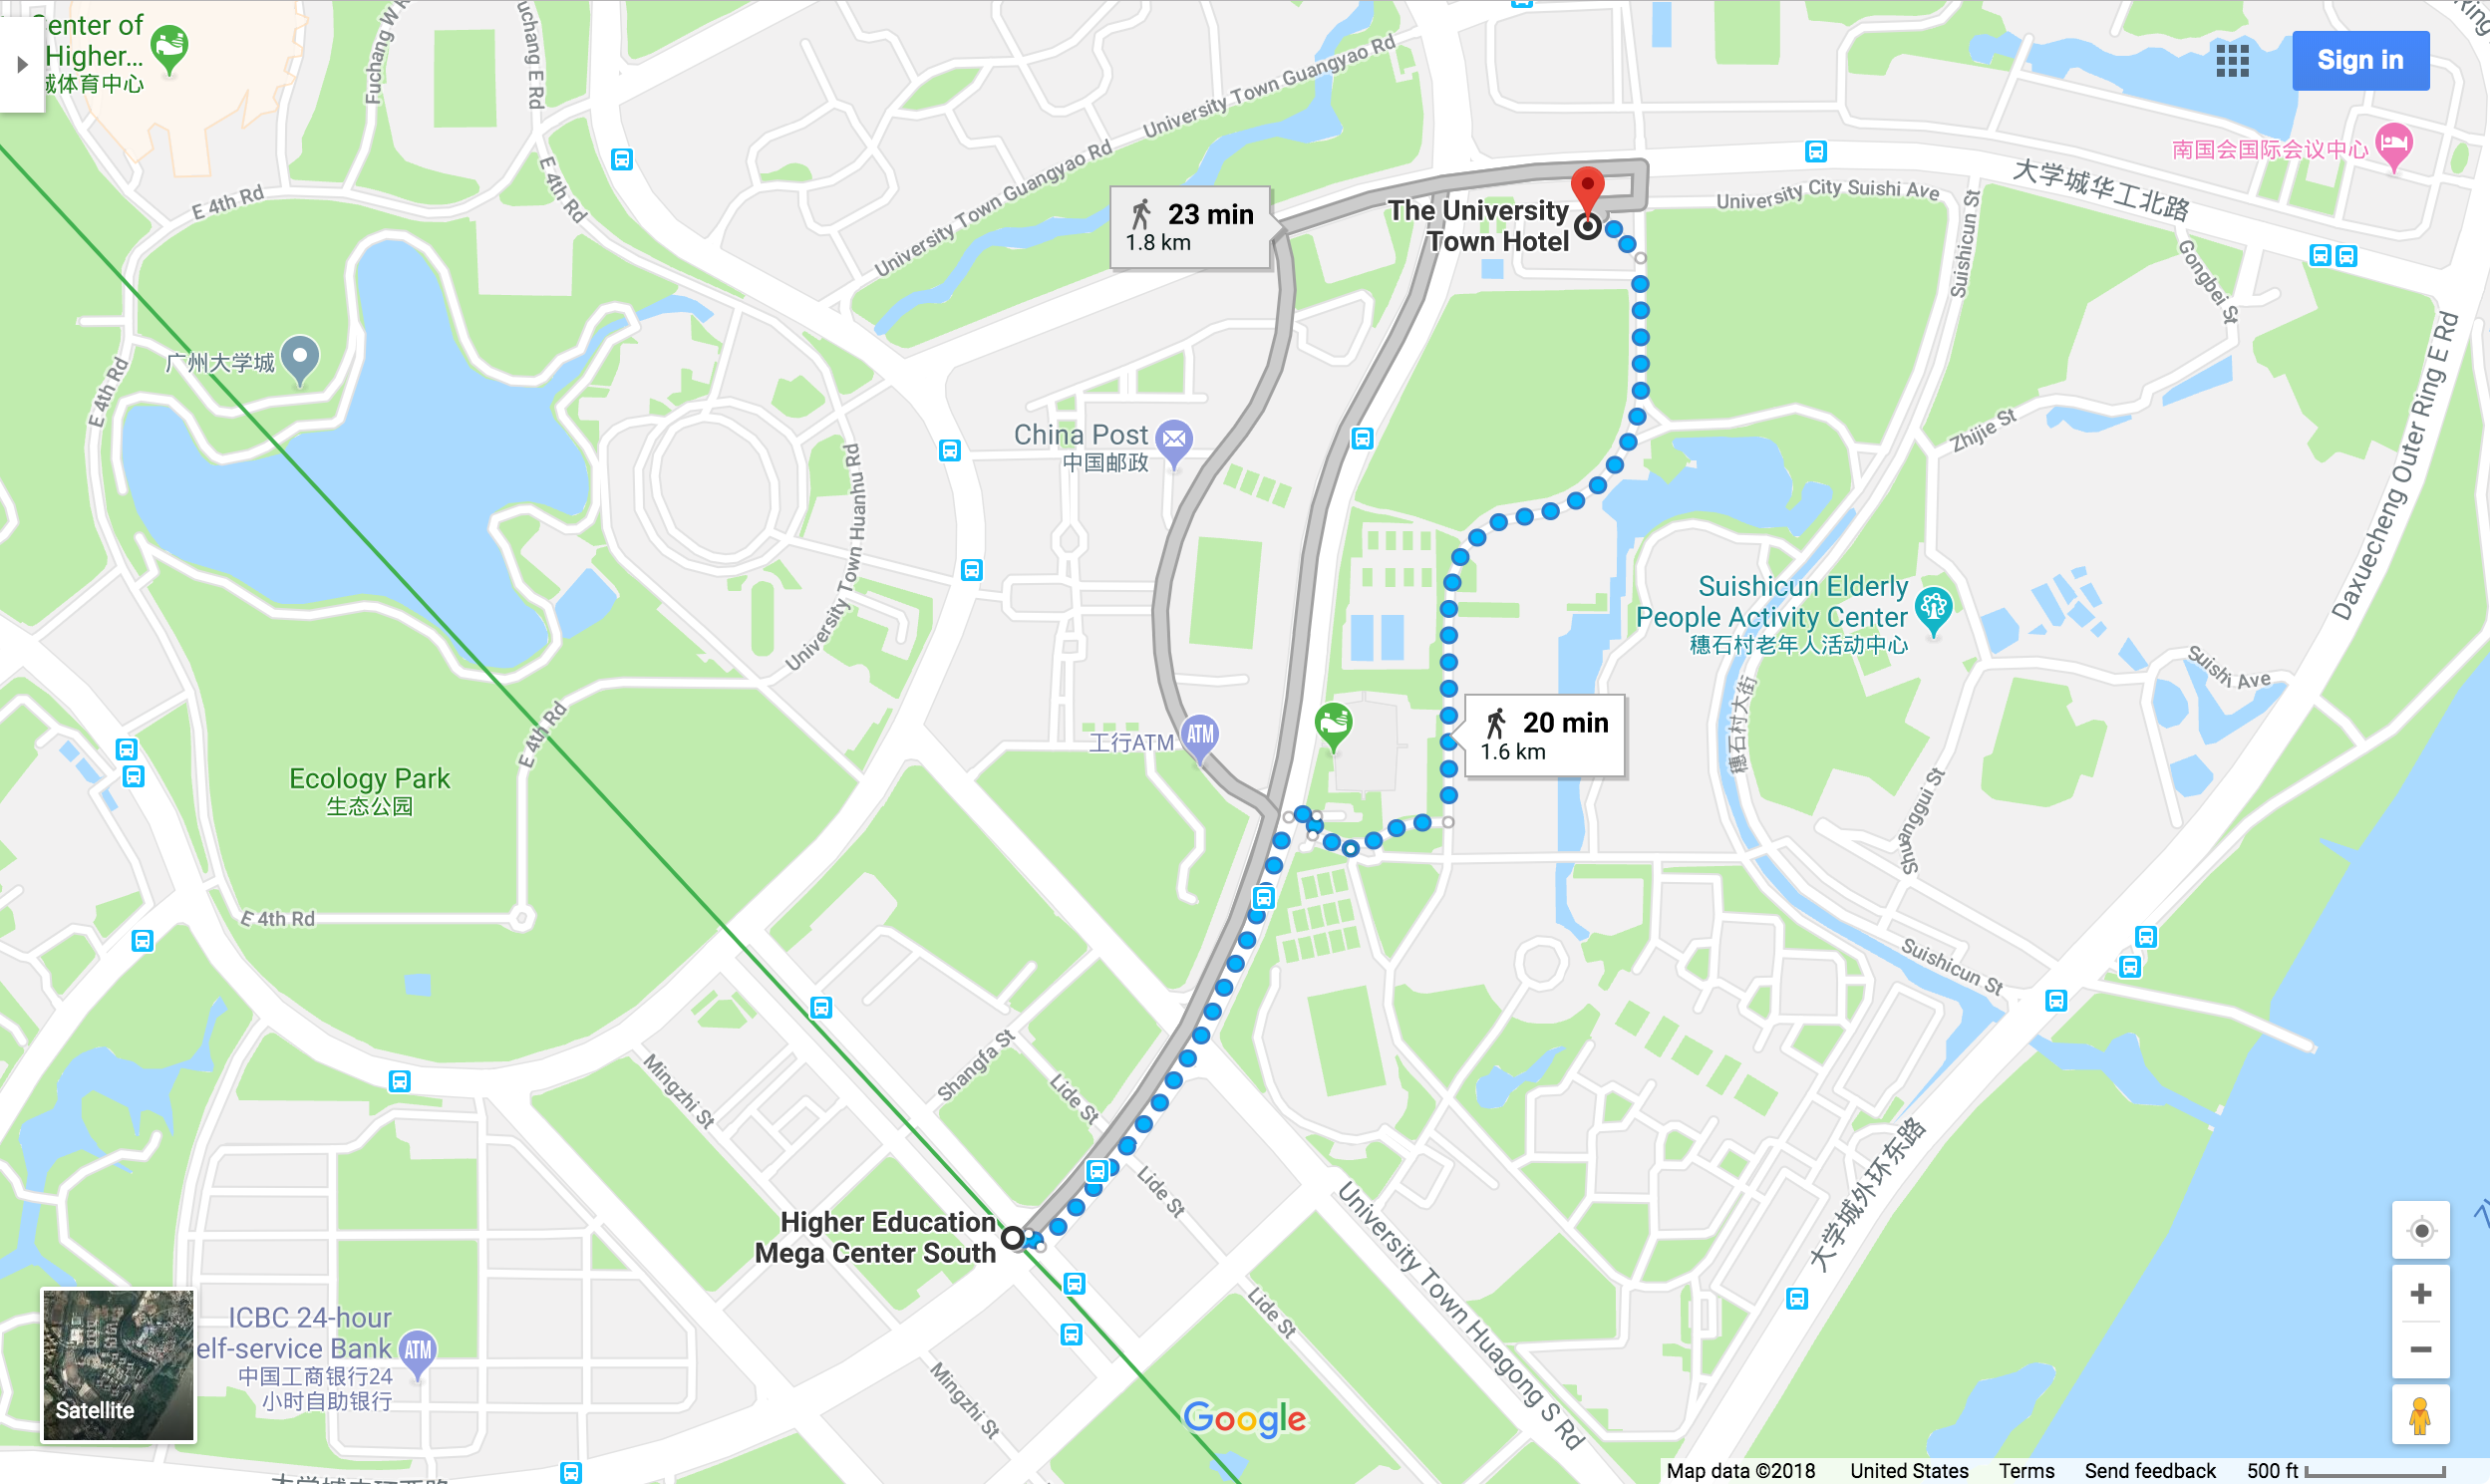 enter of
Higher...
城体育中心
Fuchang W R
uchang E Rd
University Town Guangyao Rd
University Town Guangyao Rd
Sign in
南国会国际会议中心
大学城华工北路
E 4th Rd
E 4th Rd
23 min
1.8 km
The University
Town Hotel
University City Suishi Ave
Suishicun St
Gongbei St
广州大学城
E 4th Rd
China Post
中国邮政
University Town Huanhu Rd
Zhijie St
Daxuecheng Outer Ring E Rd
Suishicun Elderly
People Activity Center
穗石村老年人活动中心
Suishi Ave
穗石村大街
工行ATM
ATM
20 min
1.6 km
E 4th Rd
Ecology Park
生态公园
Shuanggui St
E 4th Rd
Suishicun St
Mingzhi St
Shangfa St
Lide St
Lide St
大学城外环东路
University Town Huagong S Rd
Higher Education
Mega Center South
Lide St
ICBC 24-hour
elf-service Bank
中国工商银行24
小时自助银行
ATM
Mingzhi St
Satellite
Google
Map data ©2018
United States
Terms
Send feedback
500 ft